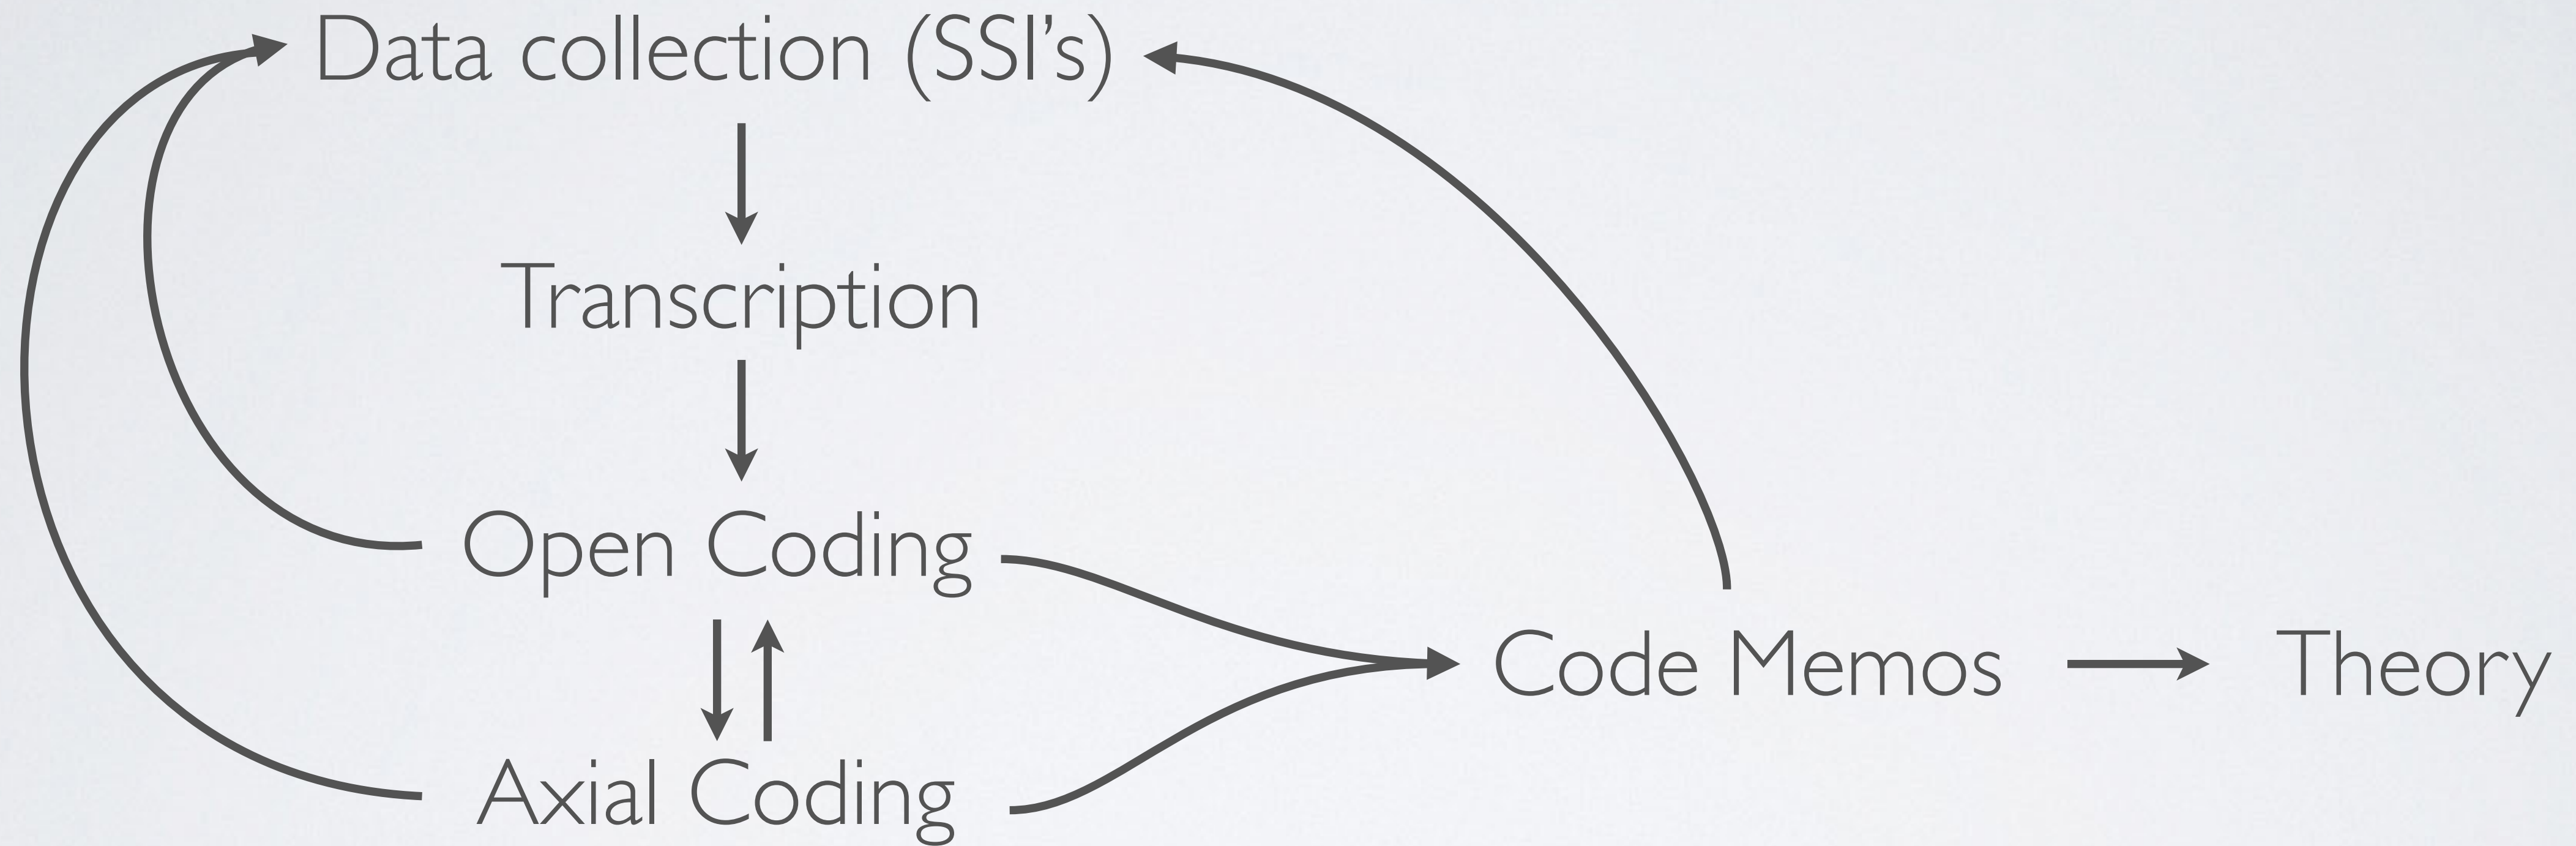 Data collection (SSI’s)
Transcription
Open Coding
Axial Coding
Code Memos
Theory